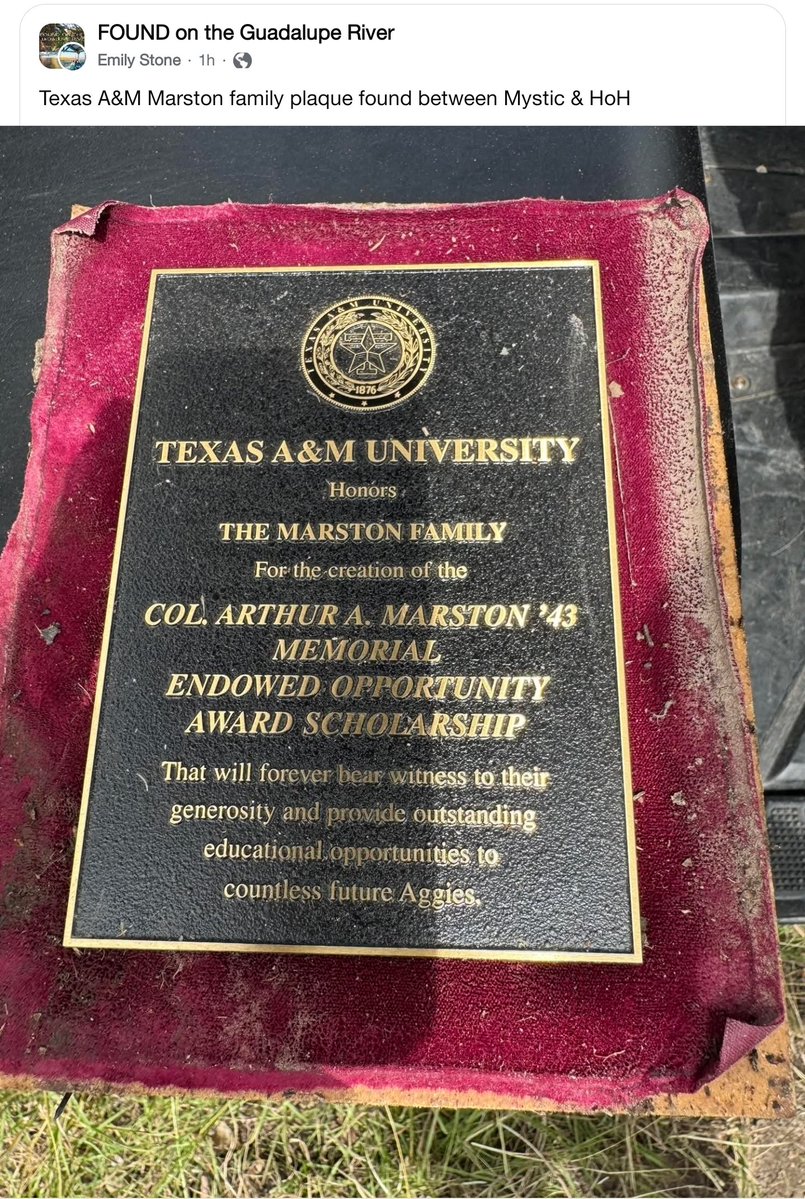 FOUND on the Guadalupe River
Emily Stone · 1h ·
Texas A&M Marston family plaque found between Mystic & HoH
TEXAS A&M UNIVERSITY
1876
TEXAS A&M UNIVERSITY
Honors
THE MARSTON FAMILY
For the creation of the
COL. ARTHUR A. MARSTON '43
MEMORIAL
ENDOWED OPPORTUNITY
AWARD SCHOLARSHIP
That will forever bear witness to their
generosity and provide outstanding
educational opportunities to
countless future Aggies.